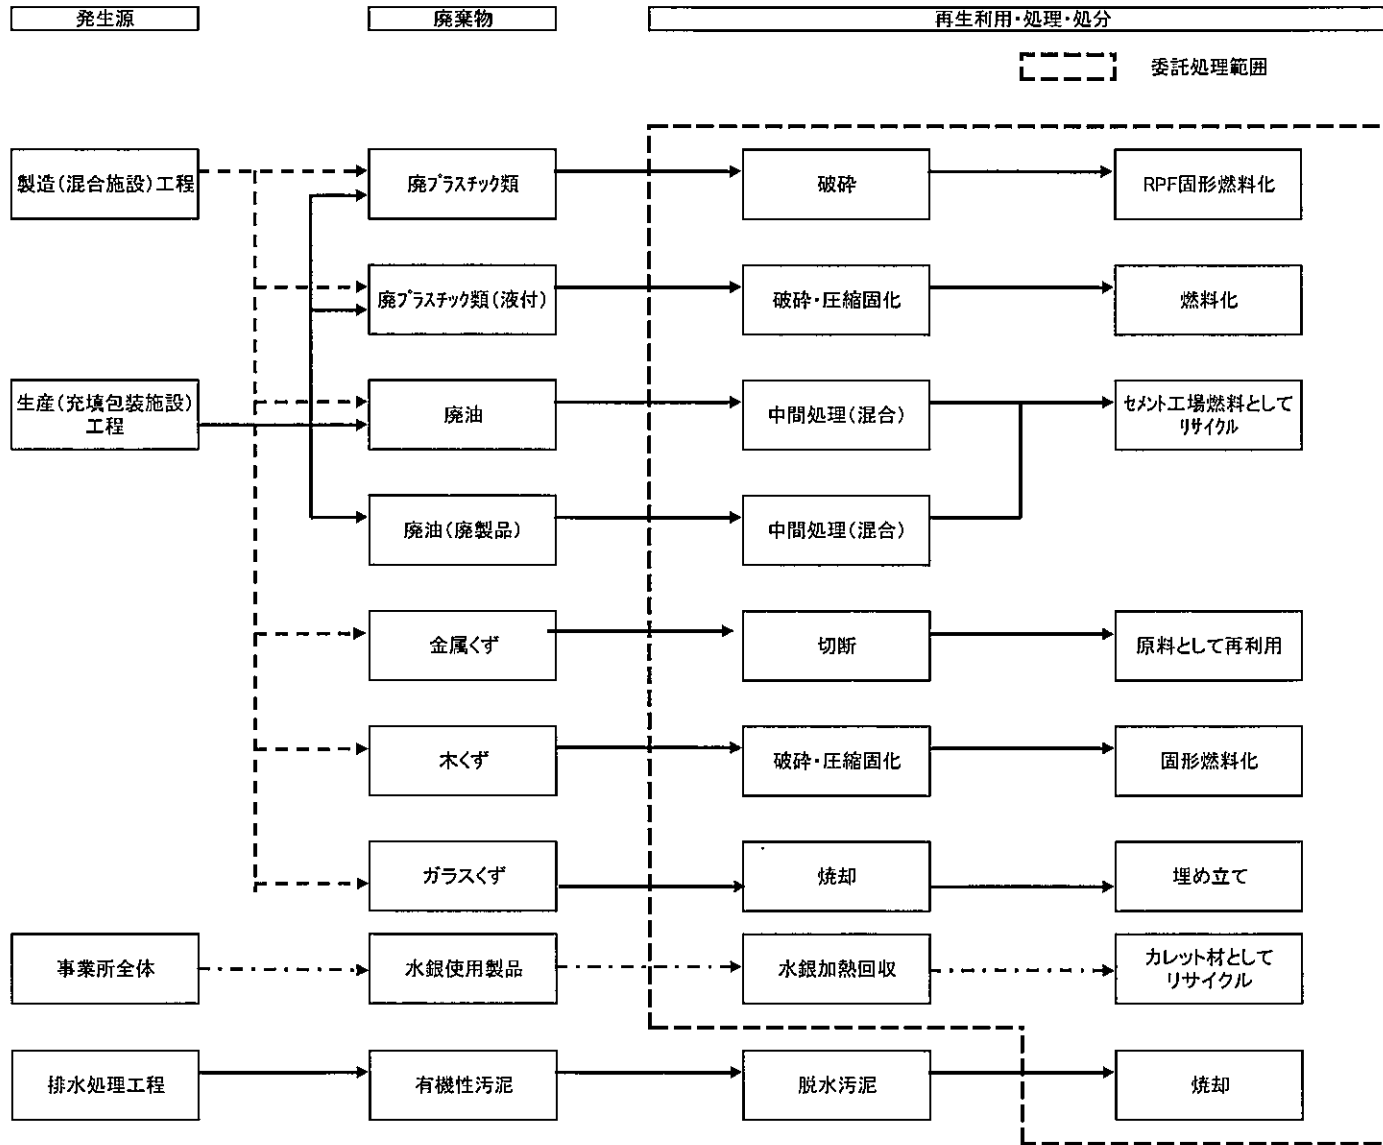 発生源
廃棄物
再生利用・処理・処分
委託処理範囲
製造(混合施設)工程
廃プラスチック類
破砕
RPF固形燃料化
廃プラスチック類(液付)
破砕・圧縮固化
燃料化
生産(充填包装施設)
工程
廃油
中間処理(混合)
セメント工場燃料として
リサイクル
廃油(廃製品)
中間処理(混合)
金属くず
切断
原料として再利用
木くず
破砕・圧縮固化
固形燃料化
ガラスくず
焼却
埋め立て
事業所全体
水銀使用製品
水銀加熱回収
カレット材として
リサイクル
排水処理工程
有機性汚泥
脱水汚泥
焼却